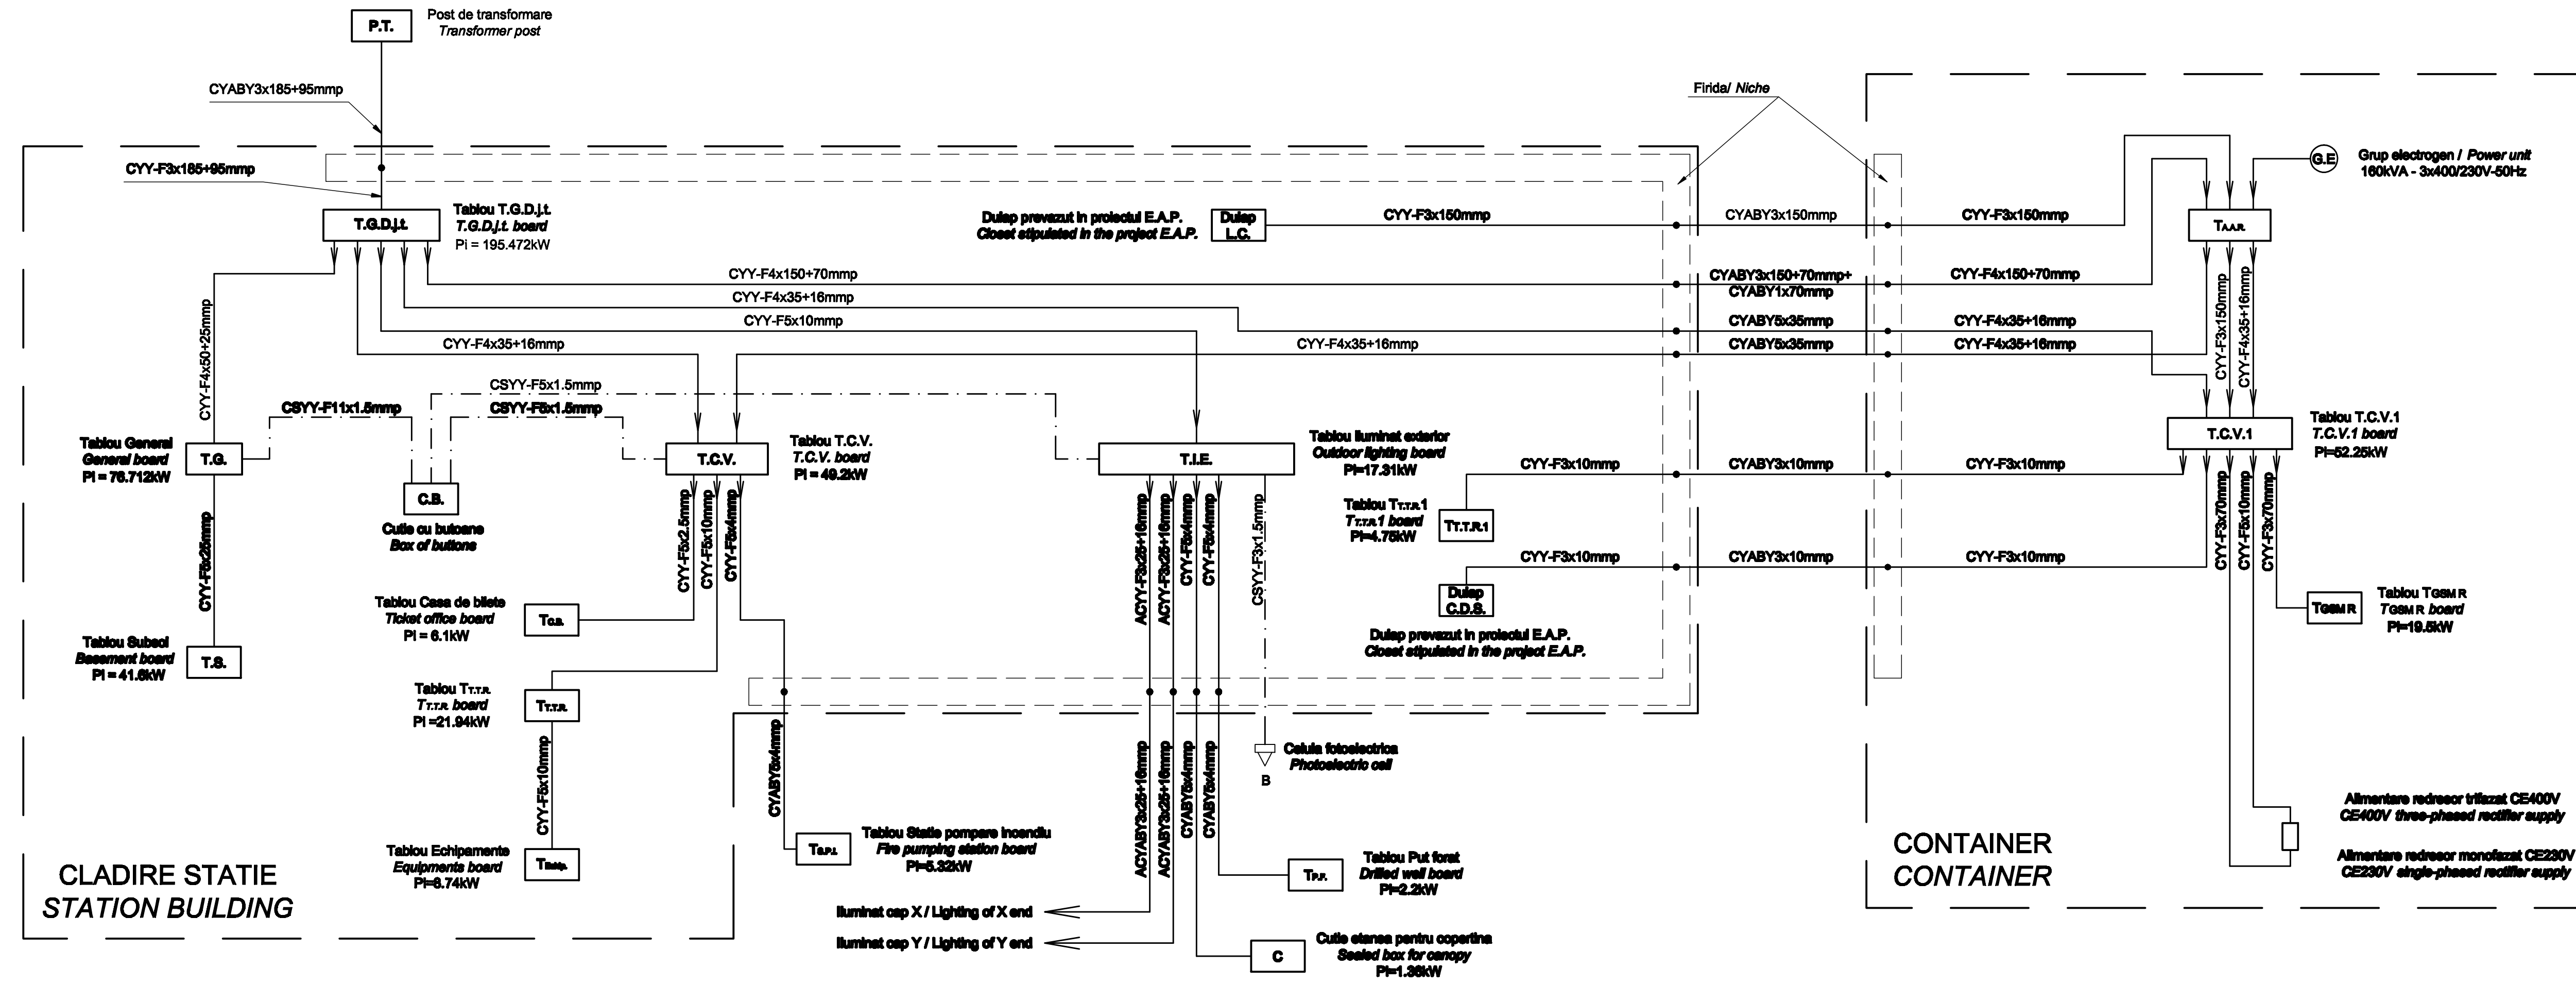 P.T.
Post de transformare
Transformer post
CYABY3x185+95mmp
CYY-F3x185+95mmp
T.G.D.j.t.
Tablou T.G.D.j.t.
T.G.D.j.t. board
Pi = 195.472kW
Dulap prevazut in proiectul E.A.P.
Closet stipulated in the project E.A.P.
Dulap
L.C.
CYY-F3x150mmp
CYABY3x150mmp
CYY-F3x150mmp
Firida/ Niche
G.E
Grup electrogen / Power unit
160kVA - 3x400/230V-50Hz
TA.A.R.
CYY-F4x150+70mmp
CYABY3x150+70mmp+
CYABY1x70mmp
CYY-F4x150+70mmp
CYY-F4x35+16mmp
CYABY5x35mmp
CYY-F4x35+16mmp
CYY-F5x10mmp
CYY-F4x35+16mmp
CYY-F4x35+16mmp
CYABY5x35mmp
CYY-F4x35+16mmp
CYY-F3x150mmp
CYY-F4x35+16mmp
CYY-F4x50+25mmp
CSYY-F5x1.5mmp
CSYY-F11x1.5mmp
CSYY-F5x1.5mmp
Tablou General
General board
Pi = 76.712kW
T.G.
C.B.
Cutie cu butoane
Box of buttons
T.C.V.
Tablou T.C.V.
T.C.V. board
Pi = 49.2kW
T.I.E.
Tablou iluminat exterior
Outdoor lighting board
Pi=17.31kW
T.C.V.1
Tablou T.C.V.1
T.C.V.1 board
Pi=52.25kW
CYY-F3x10mmp
CYABY3x10mmp
CYY-F3x10mmp
Tablou TT.T.R.1
TT.T.R.1 board
Pi=4.75kW
TT.T.R.1
CYY-F3x10mmp
CYABY3x10mmp
CYY-F3x10mmp
Dulap
C.D.S.
Dulap prevazut in proiectul E.A.P.
Closet stipulated in the project E.A.P.
CYY-F5x25mmp
CYY-F5x2.5mmp
CYY-F5x10mmp
CYY-F5x4mmp
ACYY-F3x25+16mmp
ACYY-F3x25+16mmp
CYY-F5x4mmp
CYY-F5x4mmp
CSYY-F3x1.5mmp
CYY-F3x70mmp
CYY-F5x10mmp
CYY-F3x70mmp
TGSM R
Tablou TGSM R
TGSM R board
Pi=19.5kW
Tablou Casa de bilete
Ticket office board
Pi = 6.1kW
TC.B.
Tablou Subsol
Basement board
Pi = 41.6kW
T.S.
Tablou TT.T.R.
TT.T.R. board
Pi =21.94kW
TT.T.R.
CYY-F5x10mmp
CYABY5x4mmp
ACYABY3x25+16mmp
ACYABY3x25+16mmp
CYABY5x4mmp
CYABY5x4mmp
Celula fotoelectrica
Photoelectric cell
B
Tablou Echipamente
Equipments board
Pi=8.74kW
TEchip.
TS.P.I.
Tablou Statie pompare incendiu
Fire pumping station board
Pi=5.32kW
TP.F.
Tablou Put forat
Drilled well board
Pi=2.2kW
Alimentare redresor trifazat CE400V
CE400V three-phased rectifier supply
Alimentare redresor monofazat CE230V
CE230V single-phased rectifier supply
CLADIRE STATIE
STATION BUILDING
CONTAINER
CONTAINER
Iluminat cap X / Lighting of X end
Iluminat cap Y / Lighting of Y end
C
Cutie etansa pentru copertina
Sealed box for canopy
Pi=1.36kW